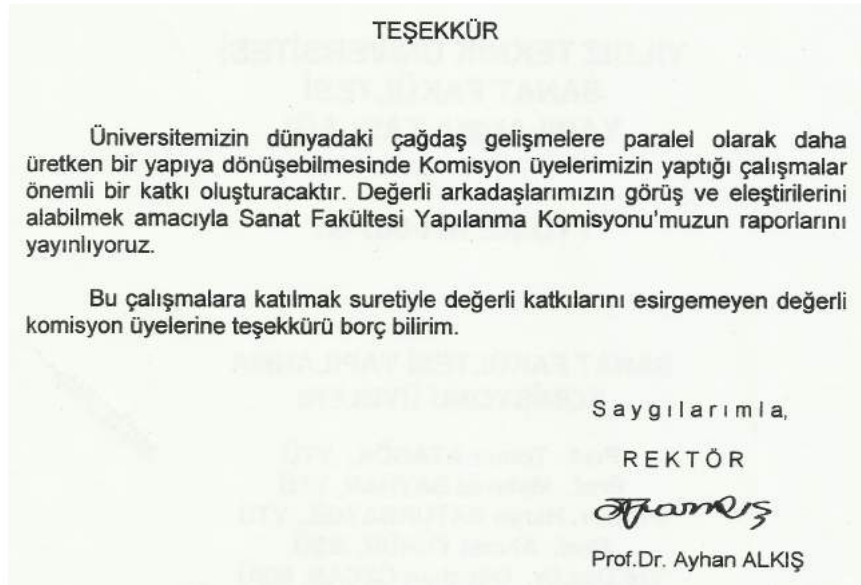 TEŞEKKÜR
Üniversitemizin dünyadaki çağdaş gelişmelere paralel olarak daha
üretken bir yapıya dönüşebilmesinde Komisyon üyelerimizin yaptığı çalışmalar
önemli bir katkı oluşturacaktır. Değerli arkadaşlarımızın görüş ve eleştirilerini
alabilmek amacıyla Sanat Fakültesi Yapılanma Komisyonu'muzun raporlarını
yayınlıyoruz.
Bu çalışmalara katılmak suretiyle değerli katkılarını esirgemeyen değerli
komisyon üyelerine teşekkürü borç bilirim.
Saygılarımla,
REKTÖR
Prof.Dr. Ayhan ALKIŞ